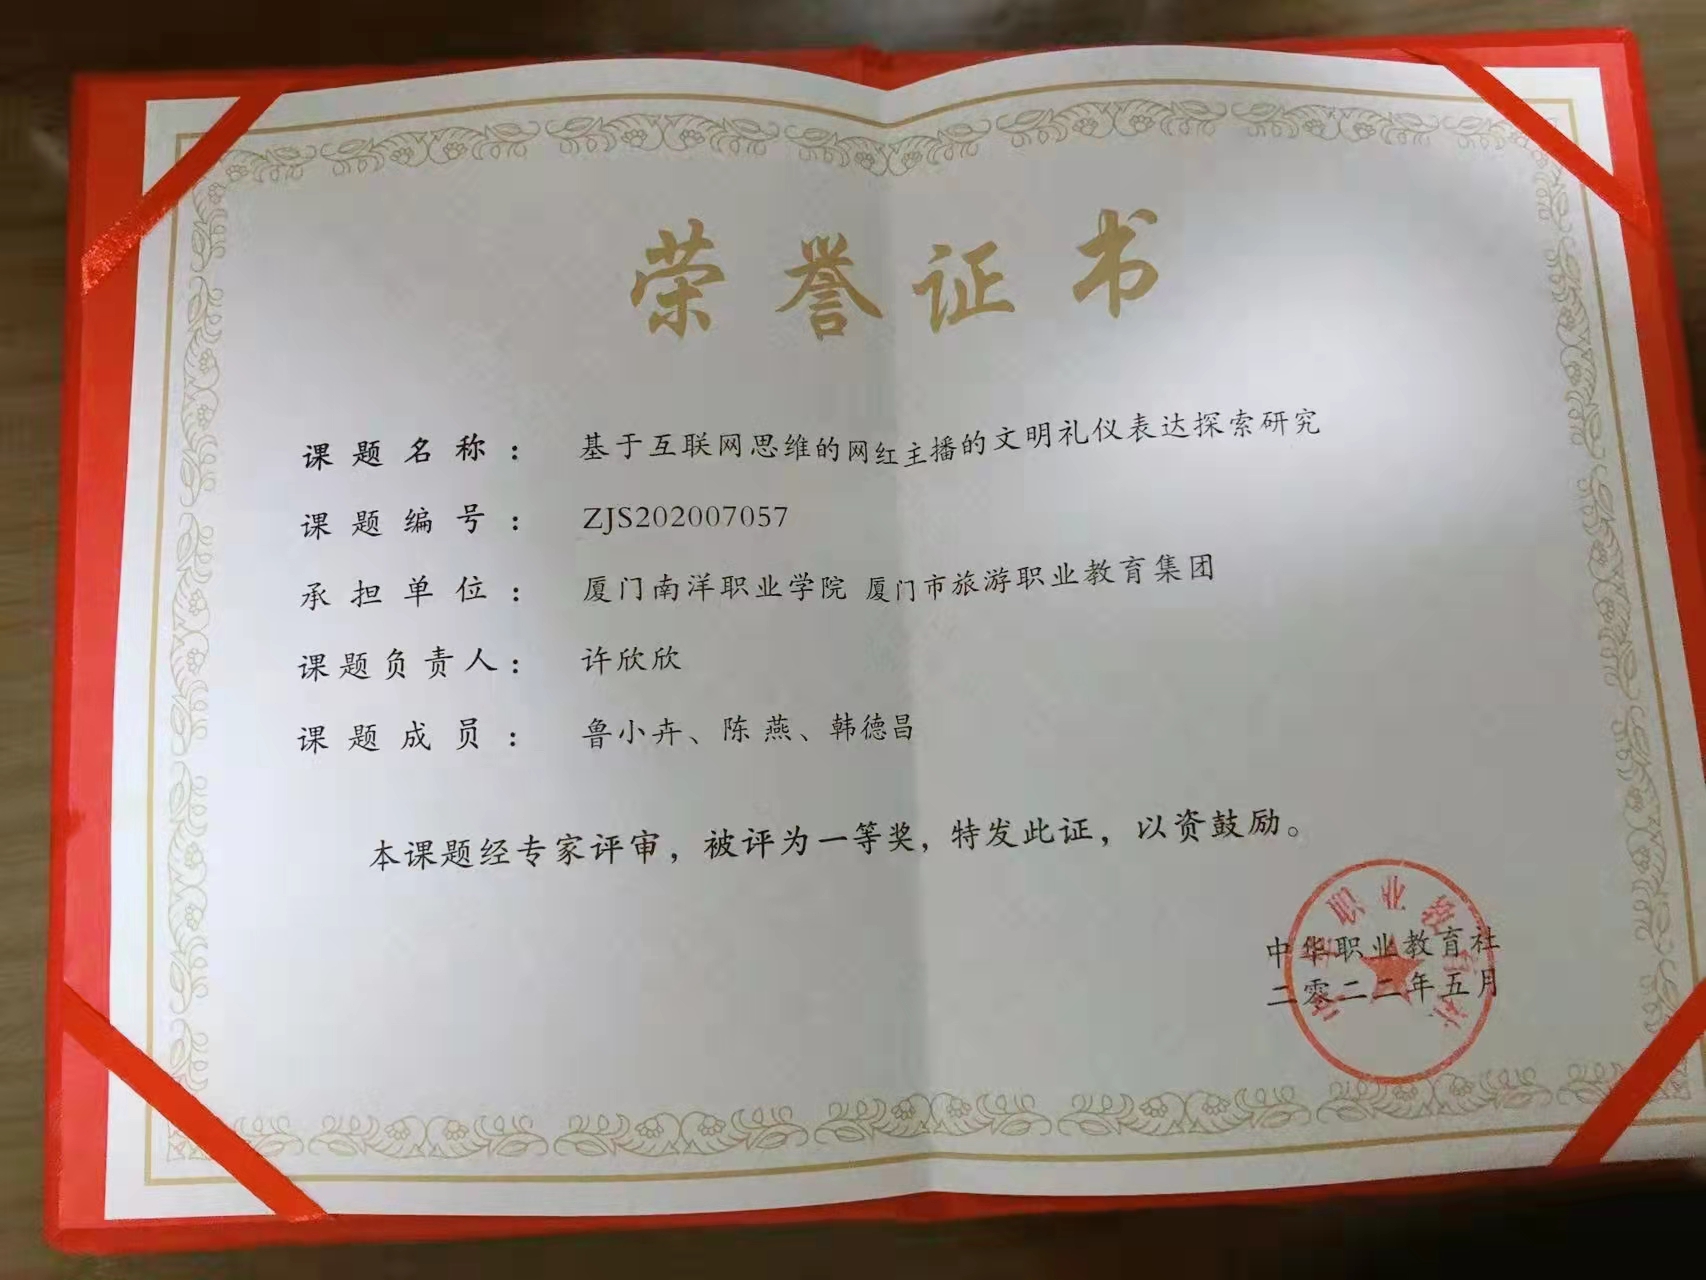 荣誉证书
课题名称： 基于互联网思维的网红主播的文明礼仪表达探索研究
课题编号： ZJS202007057
承担单位： 厦门南洋职业学院 厦门市旅游职业教育集团
课题负责人： 许欣欣
课题成员： 鲁小卉、陈 燕、韩德昌
本课题经专家评审，被评为一等奖，特发此证，以资鼓励。
中华职业教育社
二零二二年五月